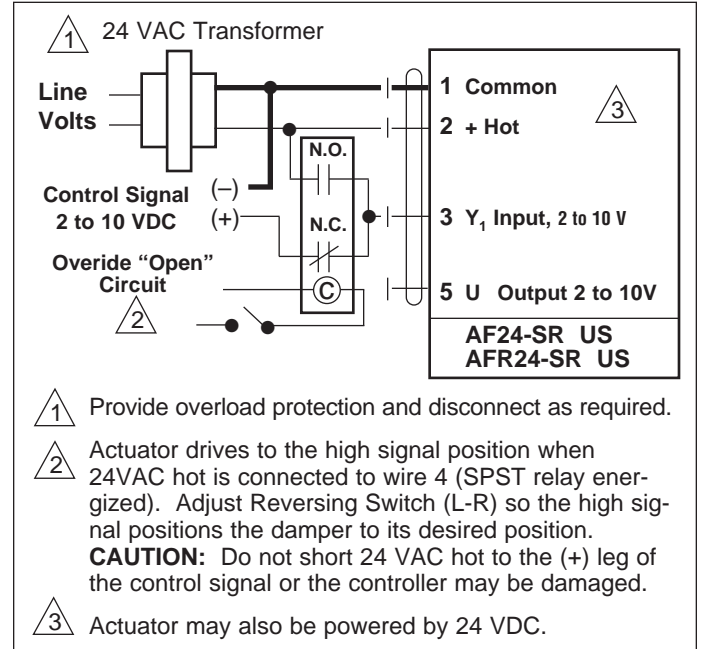 1 24 VAC Transformer
Line
Volts
1 Common
3
2 + Hot
N.O.
Control Signal (–)
2 to 10 VDC (+)
N.C.
3 Y1 Input, 2 to 10 V
Overide “Open”
Circuit
2
C
5 U Output 2 to 10V
AF24-SR US
AFR24-SR US
1 Provide overload protection and disconnect as required.
2 Actuator drives to the high signal position when
24VAC hot is connected to wire 4 (SPST relay ener-
gized). Adjust Reversing Switch (L-R) so the high sig-
nal positions the damper to its desired position.
CAUTION: Do not short 24 VAC hot to the (+) leg of
the control signal or the controller may be damaged.
3 Actuator may also be powered by 24 VDC.